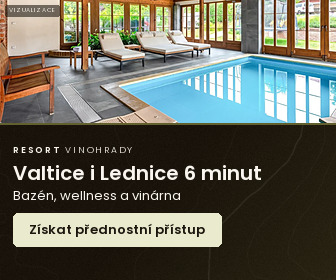 VIZUALIZACE
RESORT VINOHRADY
Valtice i Lednice 6 minut
Bazén, wellness a vinárna
Získat přednostní přístup